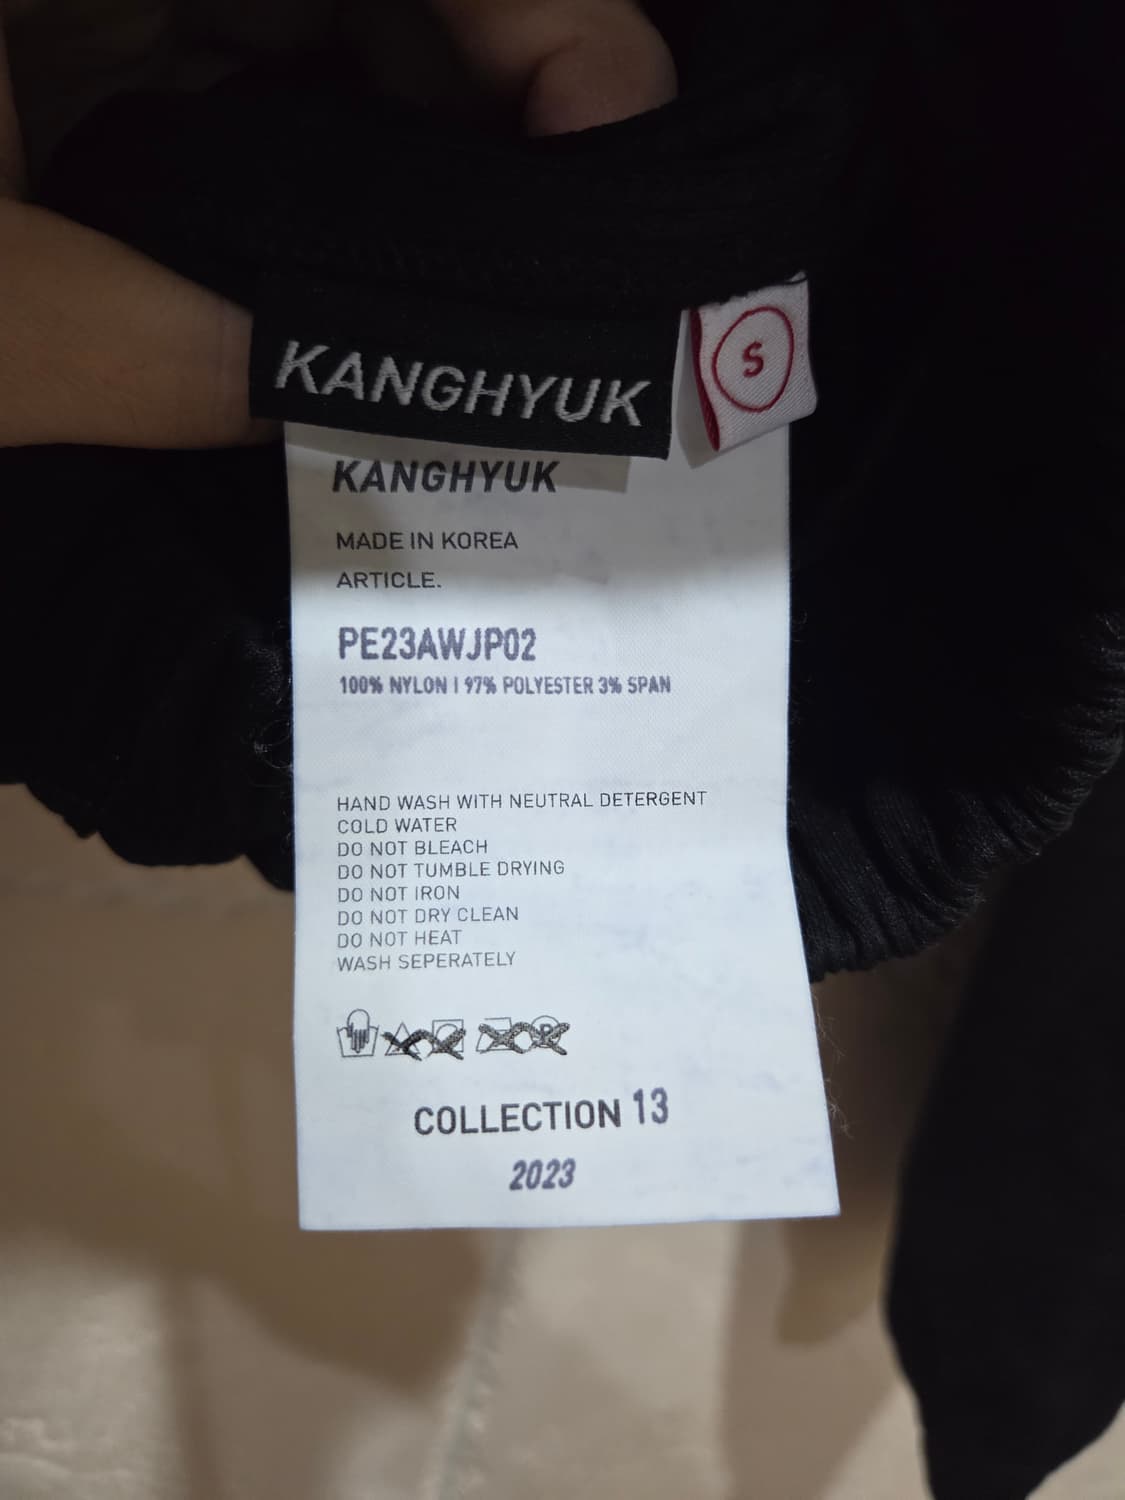 KANGHYUK
S
KANGHYUK
MADE IN KOREA
ARTICLE.
PE23AWJP02
100% NYLON | 97% POLYESTER 3% SPAN
HAND WASH WITH NEUTRAL DETERGENT
COLD WATER
DO NOT BLEACH
DO NOT TUMBLE DRYING
DO NOT IRON
DO NOT DRY CLEAN
DO NOT HEAT
WASH SEPERATELY
P
COLLECTION 13
2023